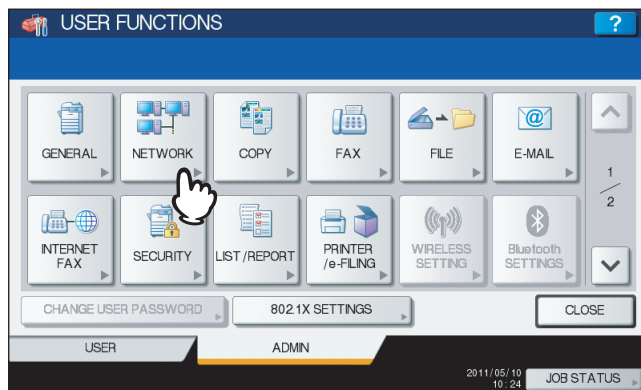 USER FUNCTIONS
?
GENERAL
NETWORK
COPY
FAX
FILE
E-MAIL
1
2
INTERNET
FAX
SECURITY
LIST/REPORT
PRINTER
/e-FILING
WIRELESS
SETTING
Bluetooth
SETTINGS
CHANGE USER PASSWORD
802.1X SETTINGS
CLOSE
USER
ADMIN
2011/05/10
10:24
JOB STATUS